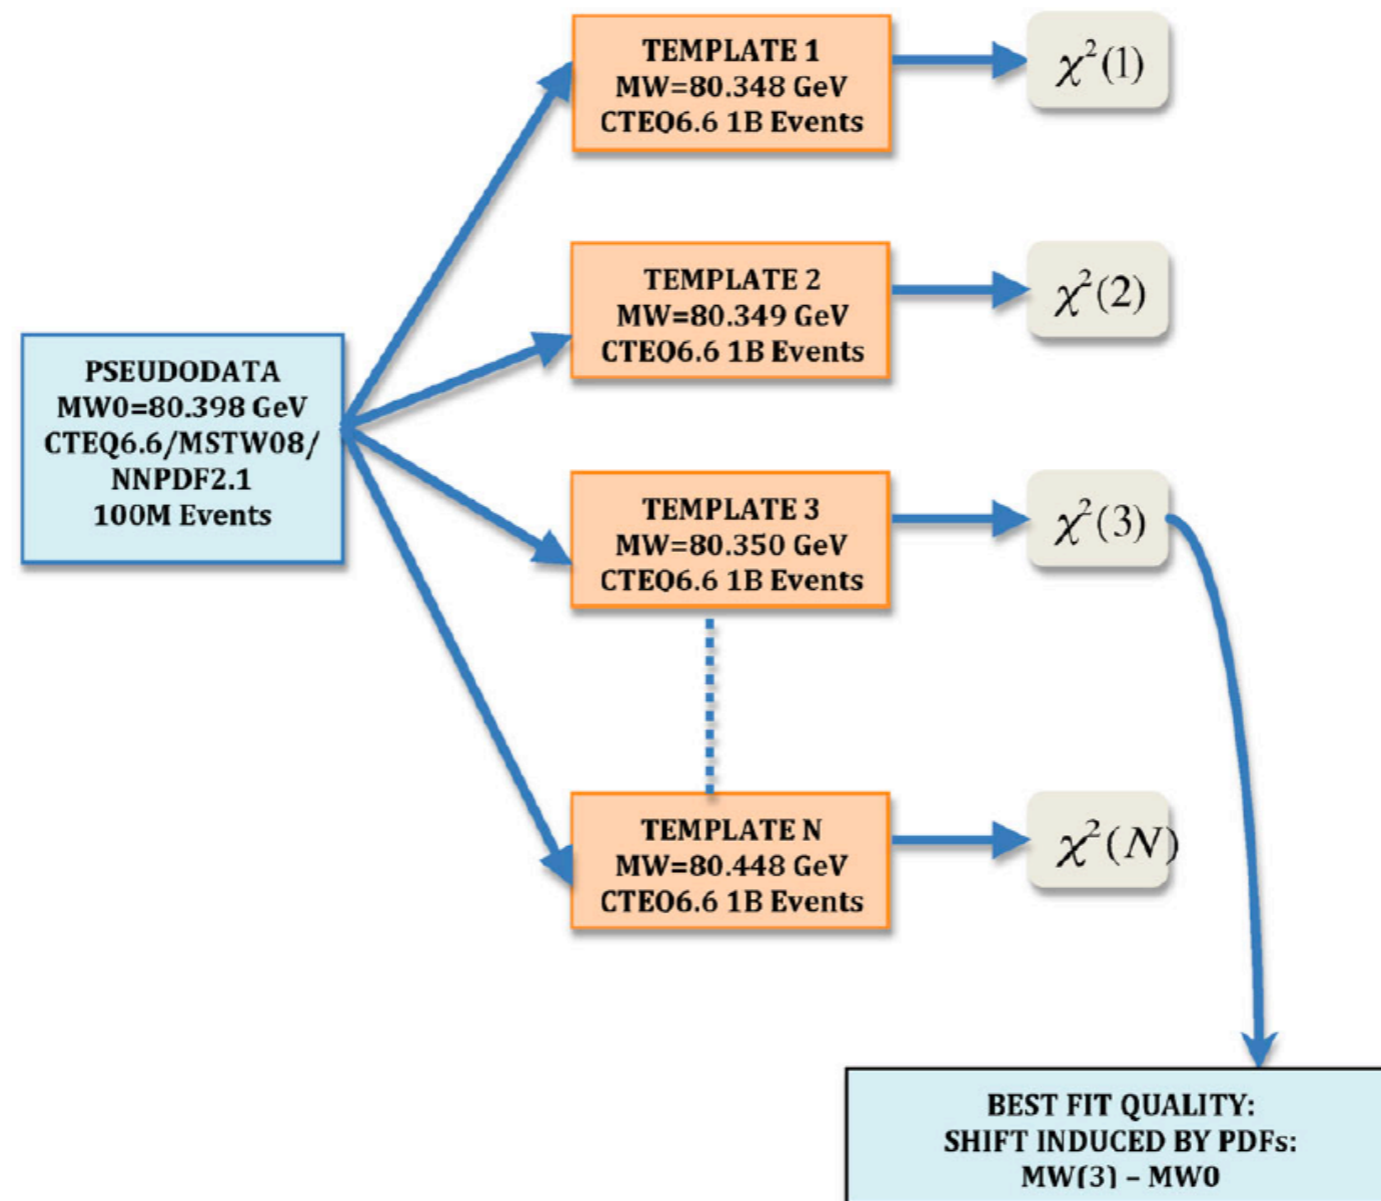 TEMPLATE 1
MW=80.348 GeV
CTEQ6.6 1B Events
χ²(1)
TEMPLATE 2
MW=80.349 GeV
CTEQ6.6 1B Events
χ²(2)
PSEUDODATA
MW0=80.398 GeV
CTEQ6.6/MSTW08/
NNPDF2.1
100M Events
TEMPLATE 3
MW=80.350 GeV
CTEQ6.6 1B Events
χ²(3)
TEMPLATE N
MW=80.448 GeV
CTEQ6.6 1B Events
χ²(N)
BEST FIT QUALITY:
SHIFT INDUCED BY PDFs:
MW(3) – MW0